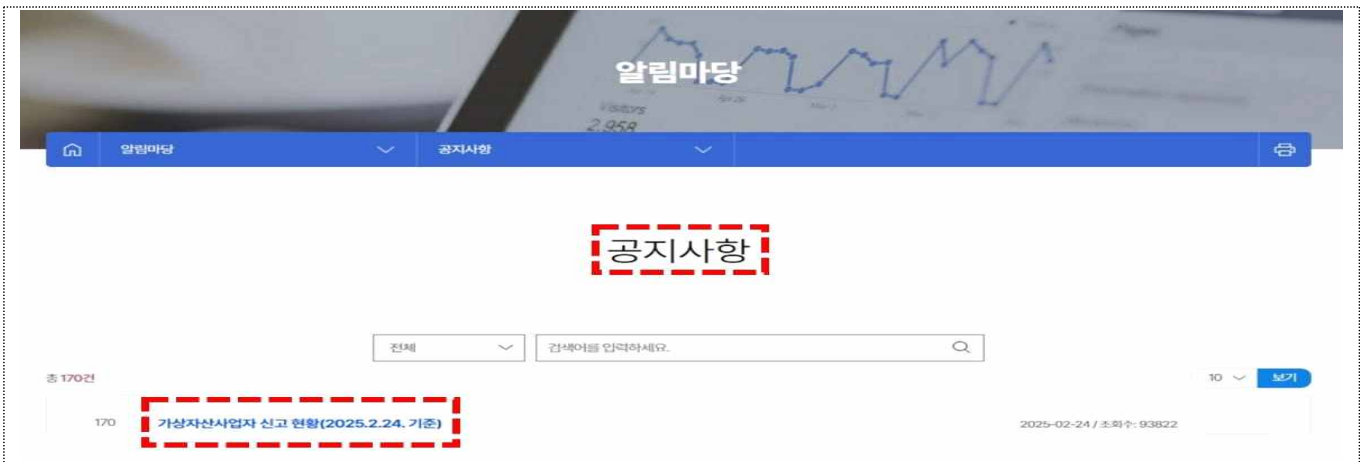 알림마당
Visitors
2,958
알림마당
공지사항
공지사항
전체
검색어를 입력하세요.
총 170건
10
보기
170
가상자산사업자 신고 현황(2025.2.24. 기준)
2025-02-24 / 조회수: 93822